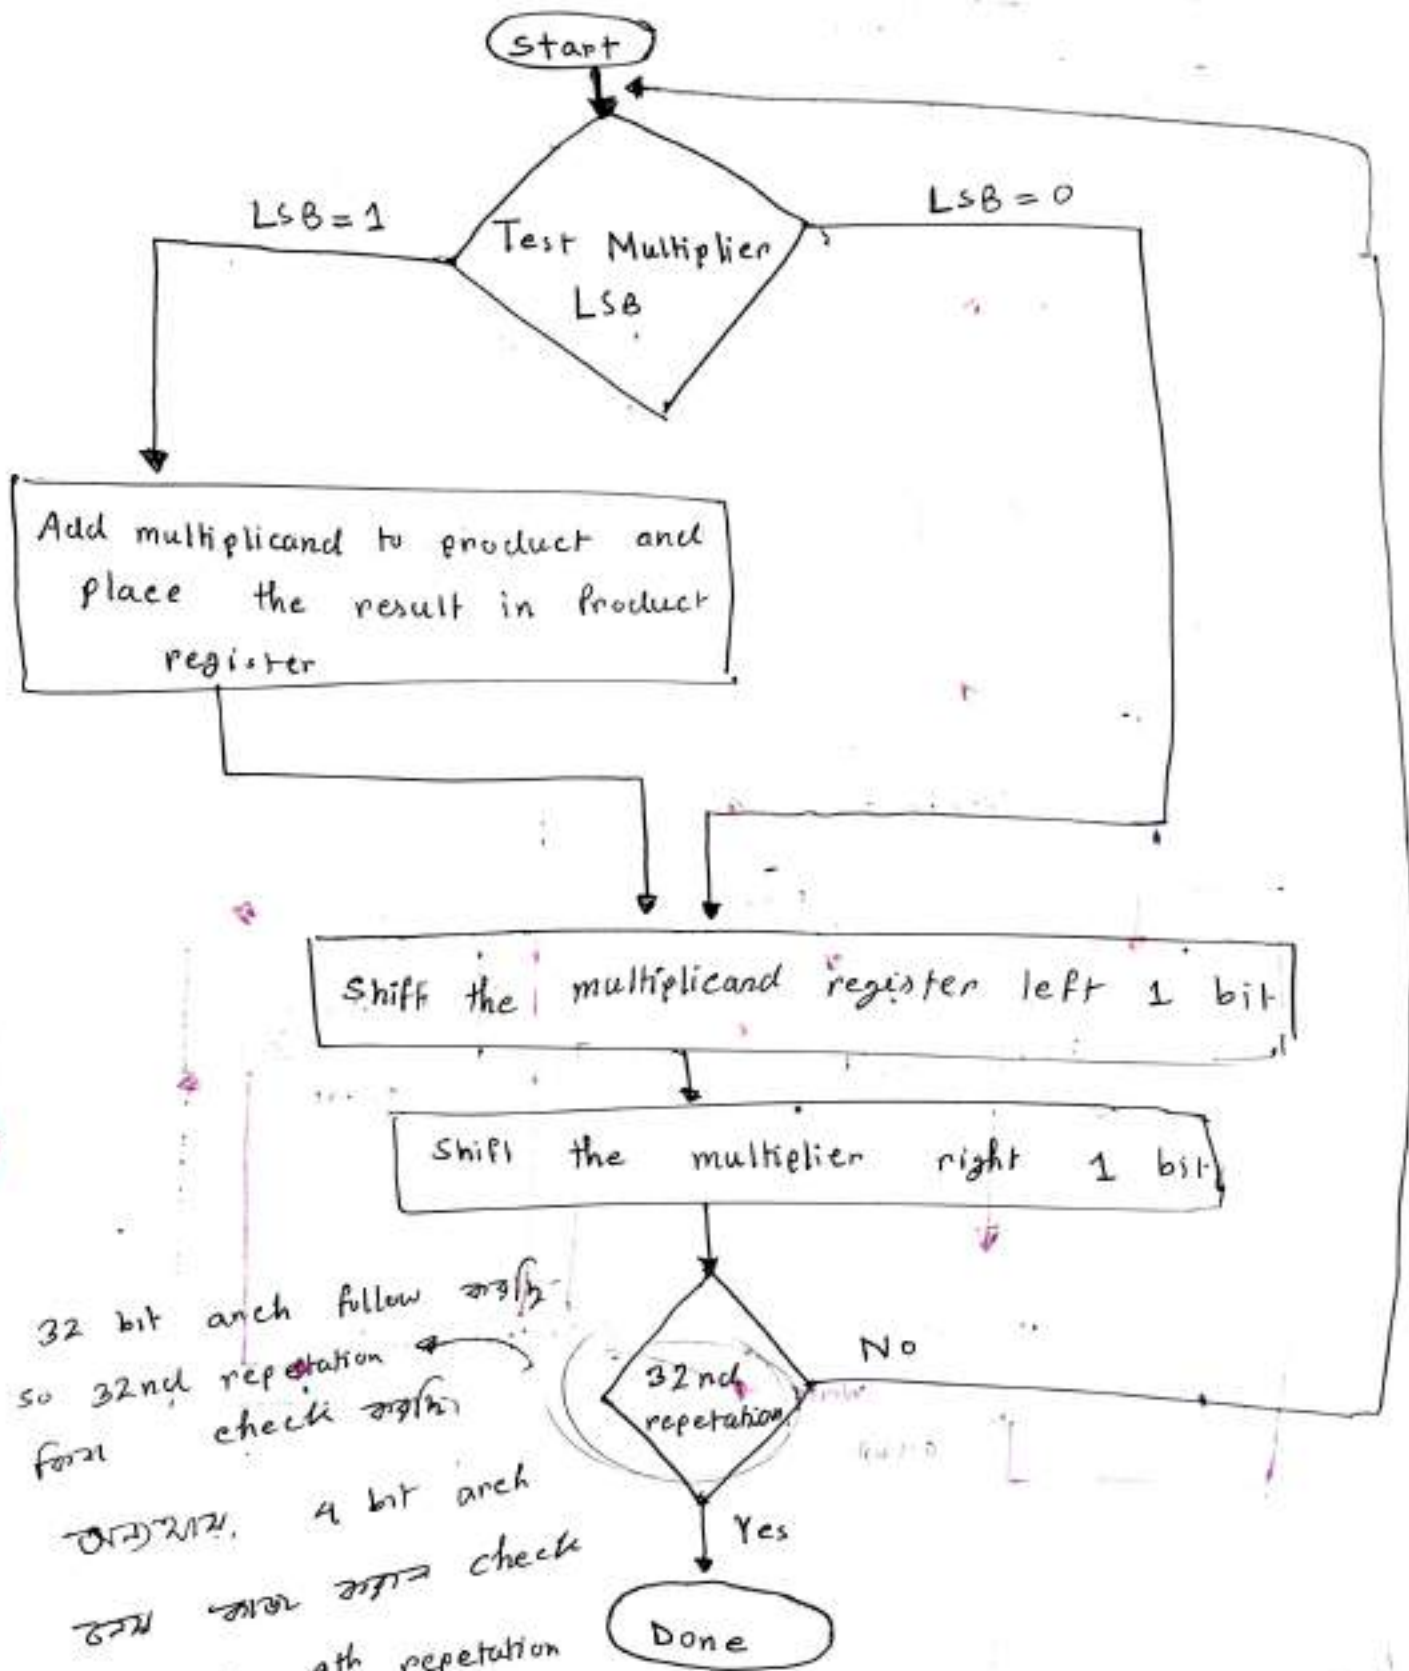 Start
LSB = 1
LSB = 0
Test Multiplier
LSB
Add multiplicand to product and
place the result in Product
register
Shift the multiplicand register left 1 bit
Shift the multiplier right 1 bit
32nd
repetation
No
Yes
Done
32 bit arch follow
so 32nd repetation
check
4 bit arch
check
repetation